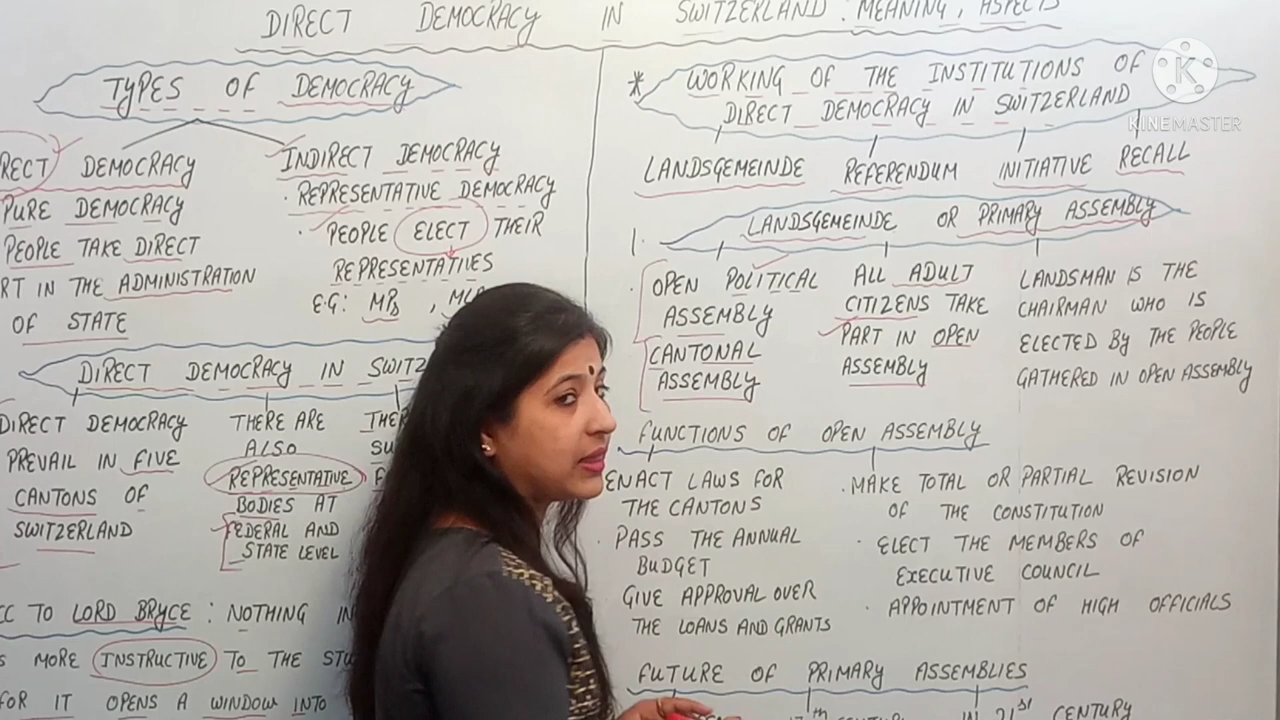 DIRECT DEMOCRACY IN SWITZERLAND: MEANING, ASPECTS
TYPES OF DEMOCRACY
RECT DEMOCRACY
PURE DEMOCRACY
PEOPLE TAKE DIRECT
RT IN THE ADMINISTRATION
OF STATE
INDIRECT DEMOCRACY
· REPRESENTATIVE DEMOCRACY
· PEOPLE ELECT THEIR
REPRESENTATIVES
E.G: MPs, MLA
DIRECT DEMOCRACY IN SWITZ
DIRECT DEMOCRACY
PREVAIL IN FIVE
CANTONS OF
SWITZERLAND
THERE ARE
ALSO
REPRESENTATIVE
BODIES AT
FEDERAL AND
STATE LEVEL
THER
SU
F
CC TO LORD BRYCE: NOTHING IN
S MORE INSTRUCTIVE TO THE STU
FOR IT OPENS A WINDOW INTO
* WORKING OF THE INSTITUTIONS OF
DIRECT DEMOCRACY IN SWITZERLAND
LANDSGEMEINDE REFERENDUM INITIATIVE RECALL
1. LANDSGEMEINDE OR PRIMARY ASSEMBLY
· OPEN POLITICAL
ASSEMBLY
CANTONAL
ASSEMBLY
ALL ADULT
CITIZENS TAKE
PART IN OPEN
ASSEMBLY
LANDSMAN IS THE
CHAIRMAN WHO IS
ELECTED BY THE PEOPLE
GATHERED IN OPEN ASSEMBLY
FUNCTIONS OF OPEN ASSEMBLY
ENACT LAWS FOR
THE CANTONS
· PASS THE ANNUAL
BUDGET
GIVE APPROVAL OVER
THE LOANS AND GRANTS
· MAKE TOTAL OR PARTIAL REVISION
OF THE CONSTITUTION
· ELECT THE MEMBERS OF
EXECUTIVE COUNCIL
· APPOINTMENT OF HIGH OFFICIALS
FUTURE OF PRIMARY ASSEMBLIES
IN 21ST CENTURY
K
KINEMASTER